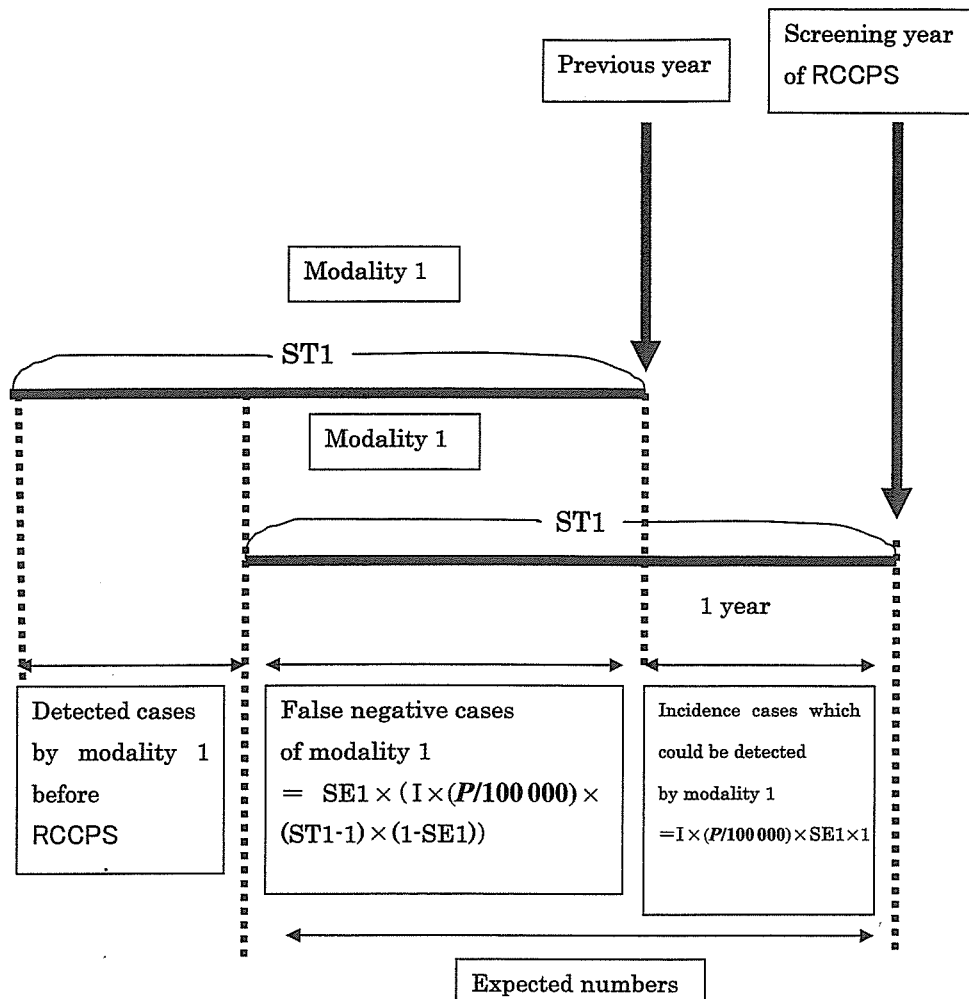 Previous year
Screening year
of RCCPS
Modality 1
ST1
Modality 1
ST1
1 year
Detected cases
by modality 1
before
RCCPS
False negative cases
of modality 1
= SE1×(I×(P/100 000)×
(ST1-1)×(1-SE1))
Incidence cases which
could be detected
by modality 1
=I×(P/100 000)×SE1×1
Expected numbers